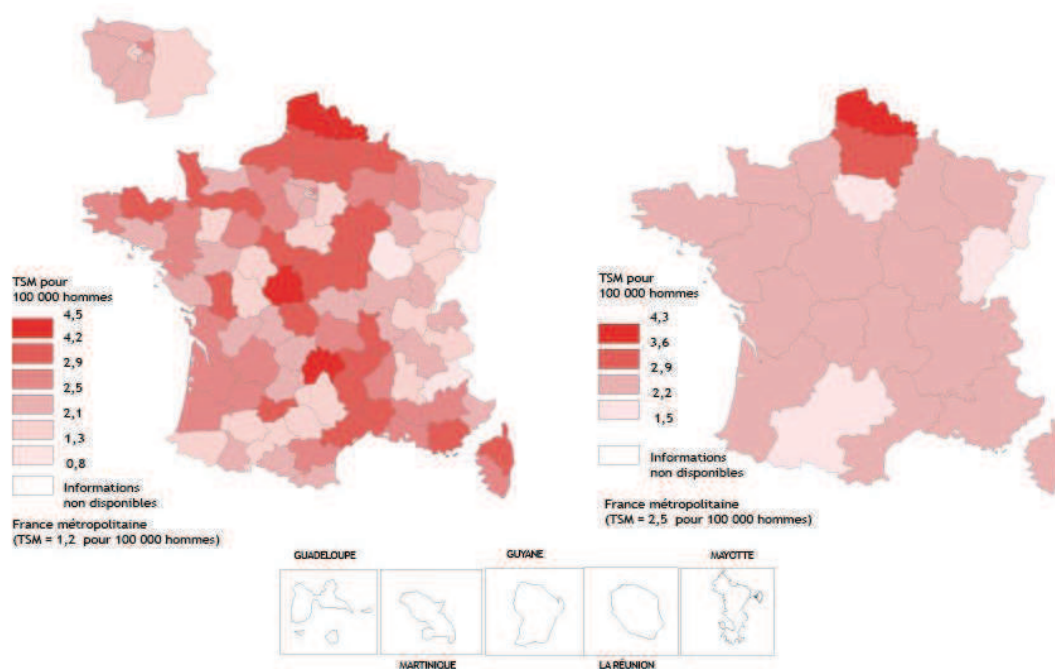 TSM pour
100 000 hommes
4,5
4,2
2,9
2,5
2,1
1,3
0,8
Informations
non disponibles
France métropolitaine
(TSM = 1,2 pour 100 000 hommes)
TSM pour
100 000 hommes
4,3
3,6
2,9
2,2
1,5
Informations
non disponibles
France métropolitaine
(TSM = 2,5 pour 100 000 hommes)
GUADELOUPE
GUYANE
MAYOTTE
MARTINIQUE
LA RÉUNION